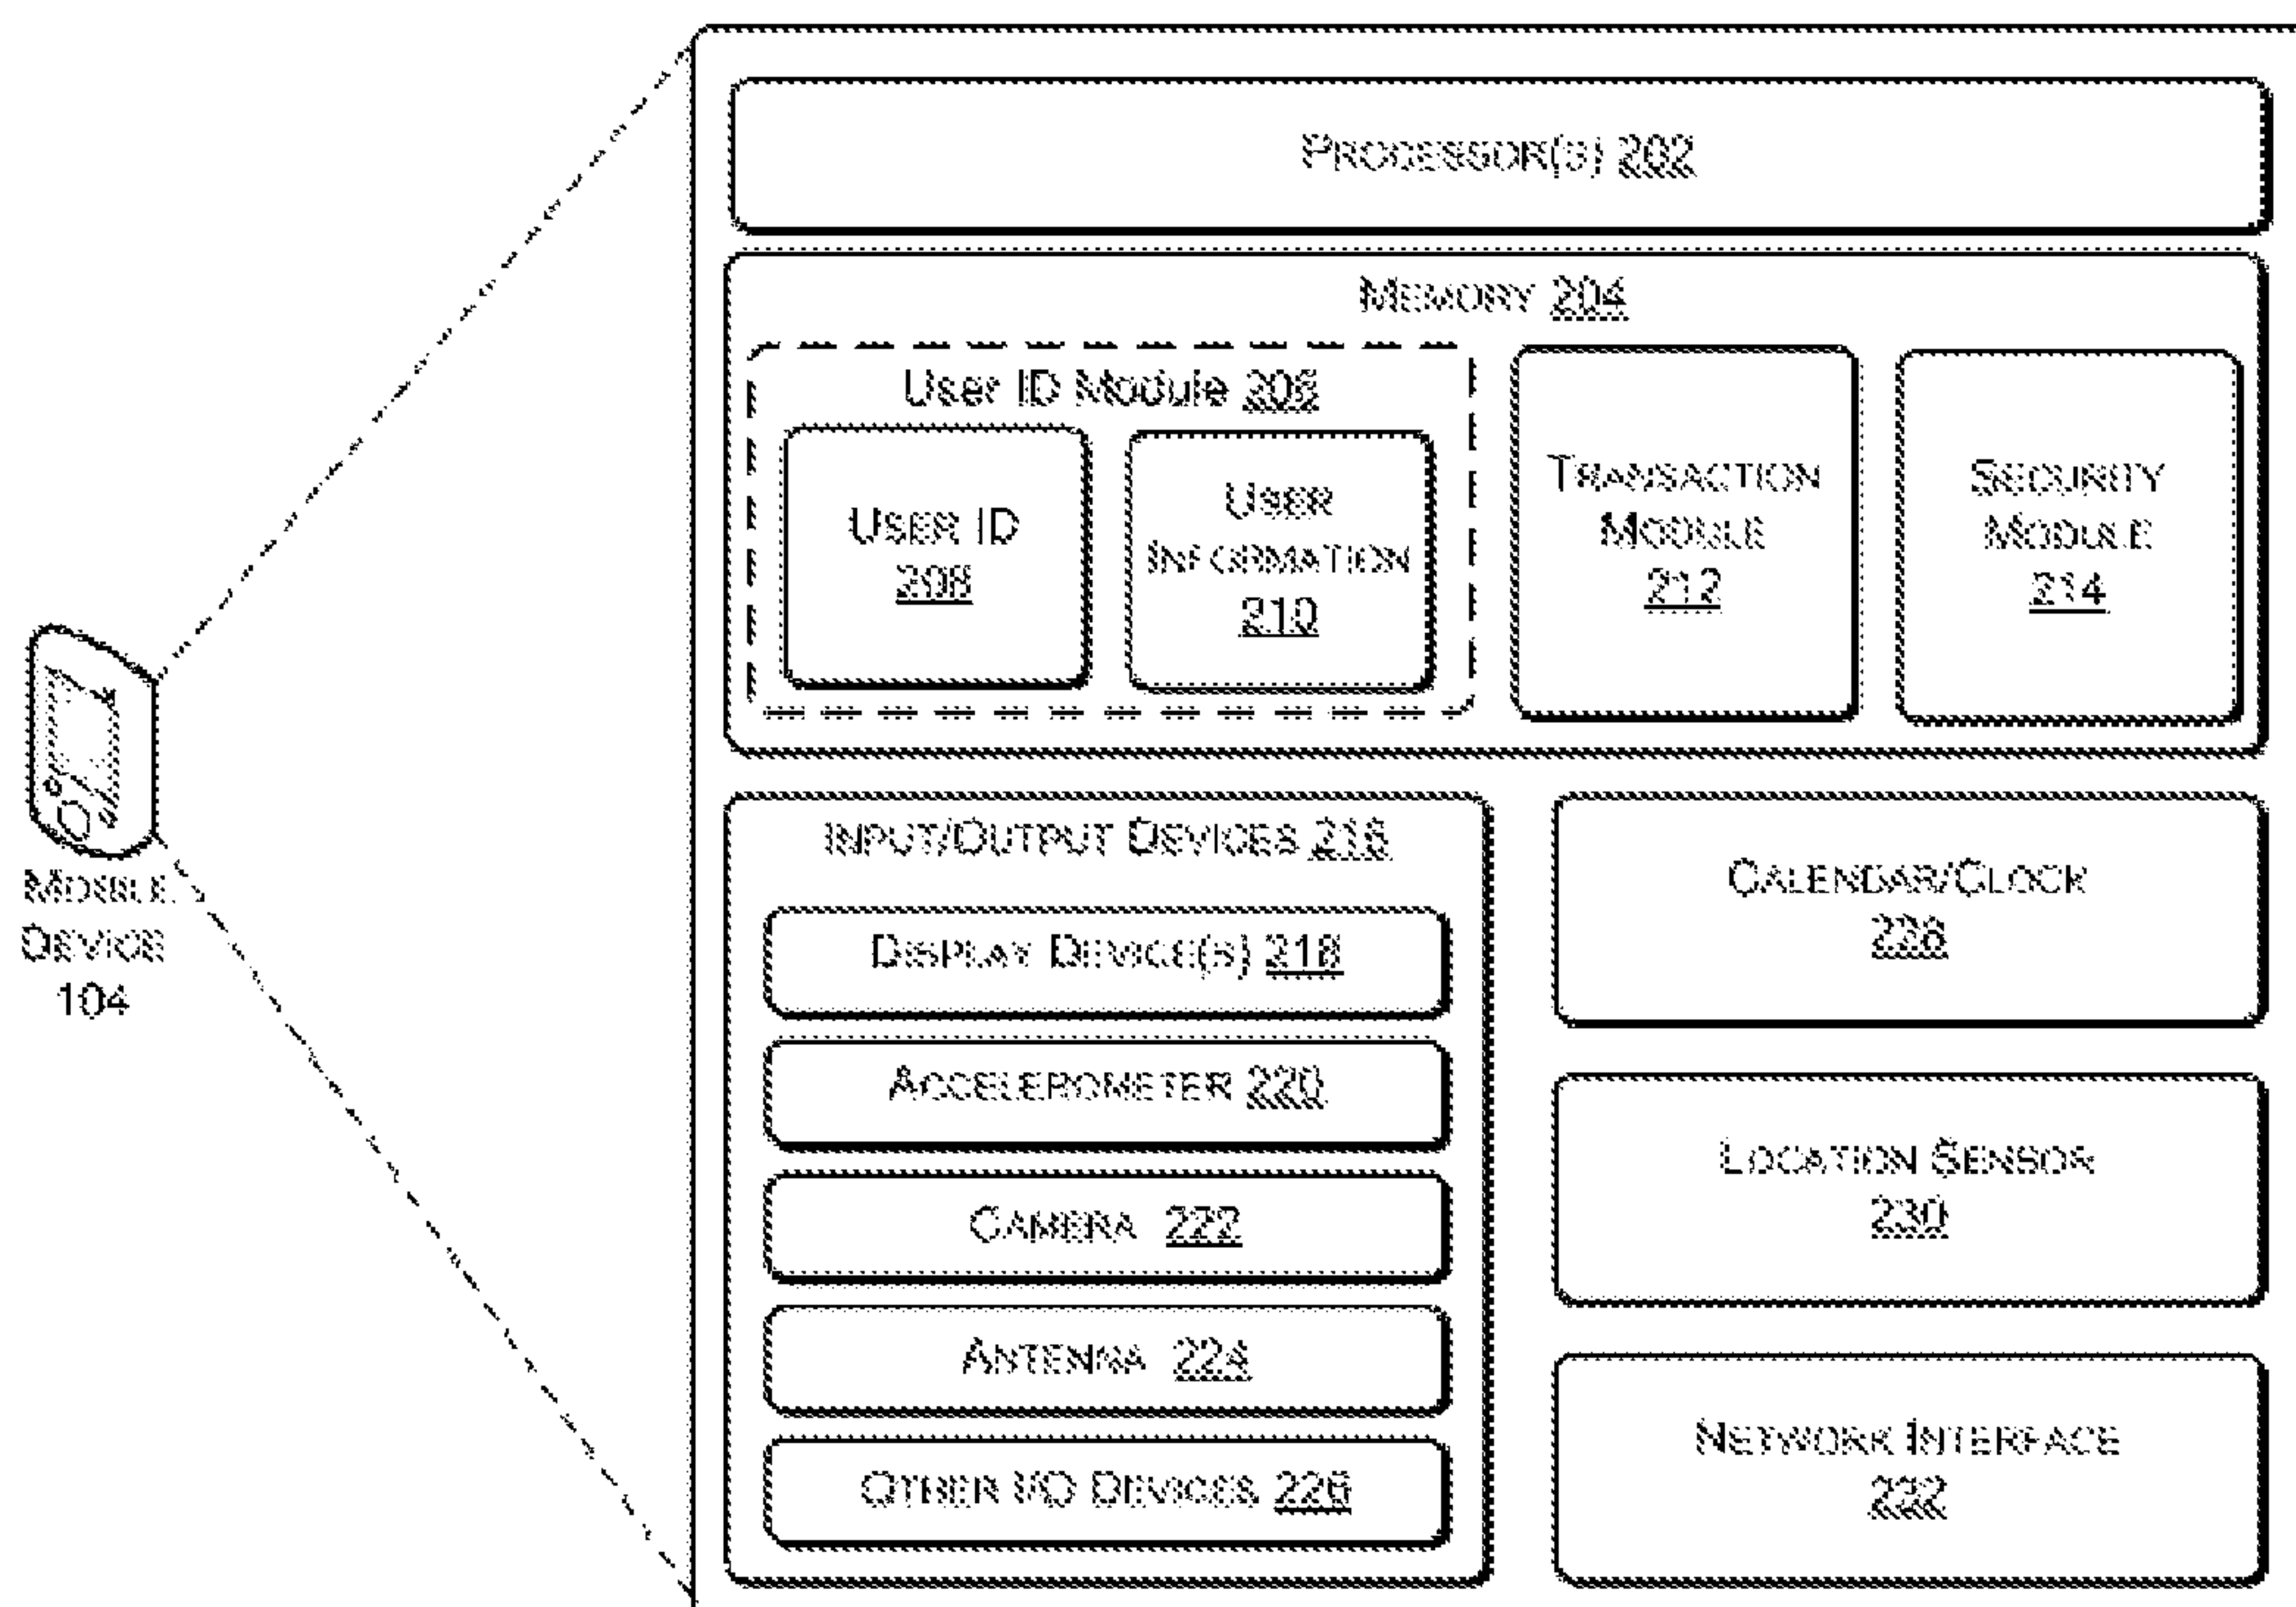 PROCESSOR(S) 202
MEMORY 204
User ID Module 206
USER ID
208
USER
INFORMATION
210
TRANSACTION
MODULE
212
SECURITY
MODULE
214
MOBILE
DEVICE
104
INPUT/OUTPUT DEVICES 216
DISPLAY DEVICE(S) 218
ACCELEROMETER 220
CAMERA 222
ANTENNA 224
OTHER I/O DEVICES 226
CALENDAR/CLOCK
228
LOCATION SENSOR
230
NETWORK INTERFACE
232